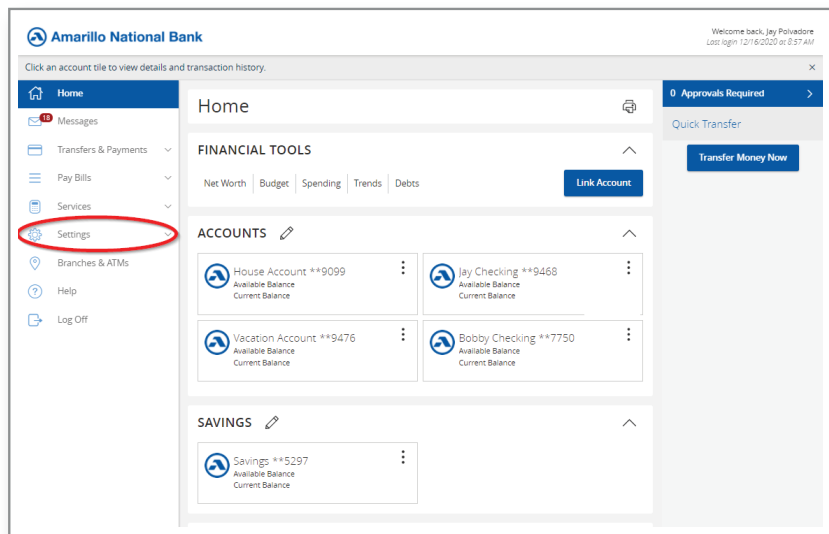 Amarillo National Bank
Welcome back, Jay Polvadore
Last login 12/16/2020 at 8:57 AM
Click an account tile to view details and transaction history.
Home
18 Messages
Transfers & Payments
Pay Bills
Services
Settings
Branches & ATMs
Help
Log Off
Home
FINANCIAL TOOLS
Net Worth Budget Spending Trends Debts
Link Account
ACCOUNTS
House Account **9099
Available Balance
Current Balance
Jay Checking **9468
Available Balance
Current Balance
Vacation Account **9476
Available Balance
Current Balance
Bobby Checking **7750
Available Balance
Current Balance
SAVINGS
Savings **5297
Available Balance
Current Balance
0 Approvals Required
Quick Transfer
Transfer Money Now